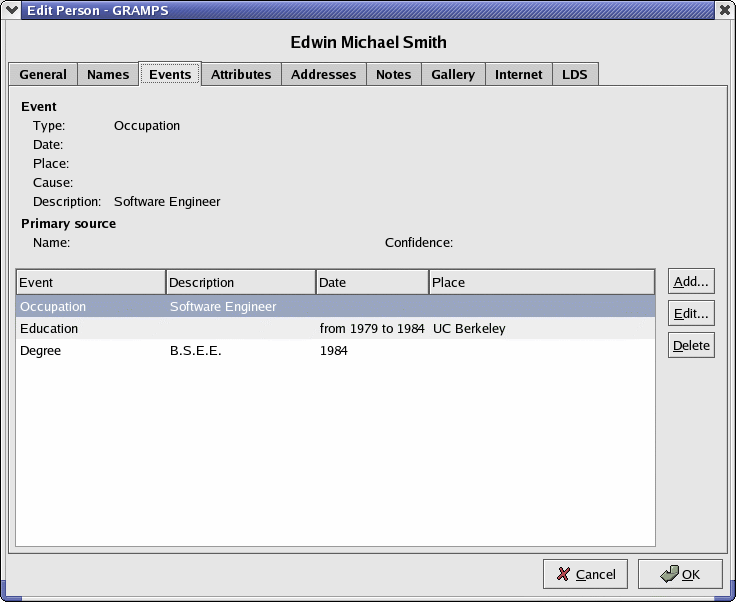 Edit Person - GRAMPS
Edwin Michael Smith
General Names Events Attributes Addresses Notes Gallery Internet LDS
Event
Type: Occupation
Date:
Place:
Cause:
Description: Software Engineer
Primary source
Name: Confidence:
Event Description Date Place
Add...
Occupation Software Engineer
Edit...
Education from 1979 to 1984 UC Berkeley
Delete
Degree B.S.E.E. 1984
Cancel OK